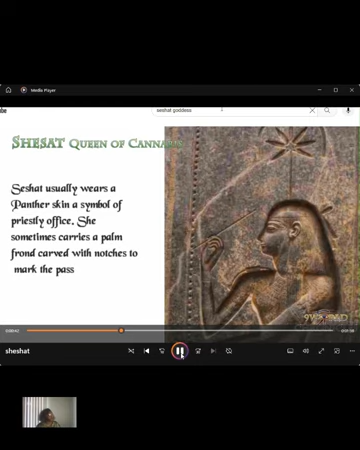 Media Player
seshat goddess
SHESAT QUEEN OF CANNABIS
Seshat usually wears a
Panther skin a symbol of
priestly office. She
sometimes carries a palm
frond carved with notches to
mark the pass
sheshat